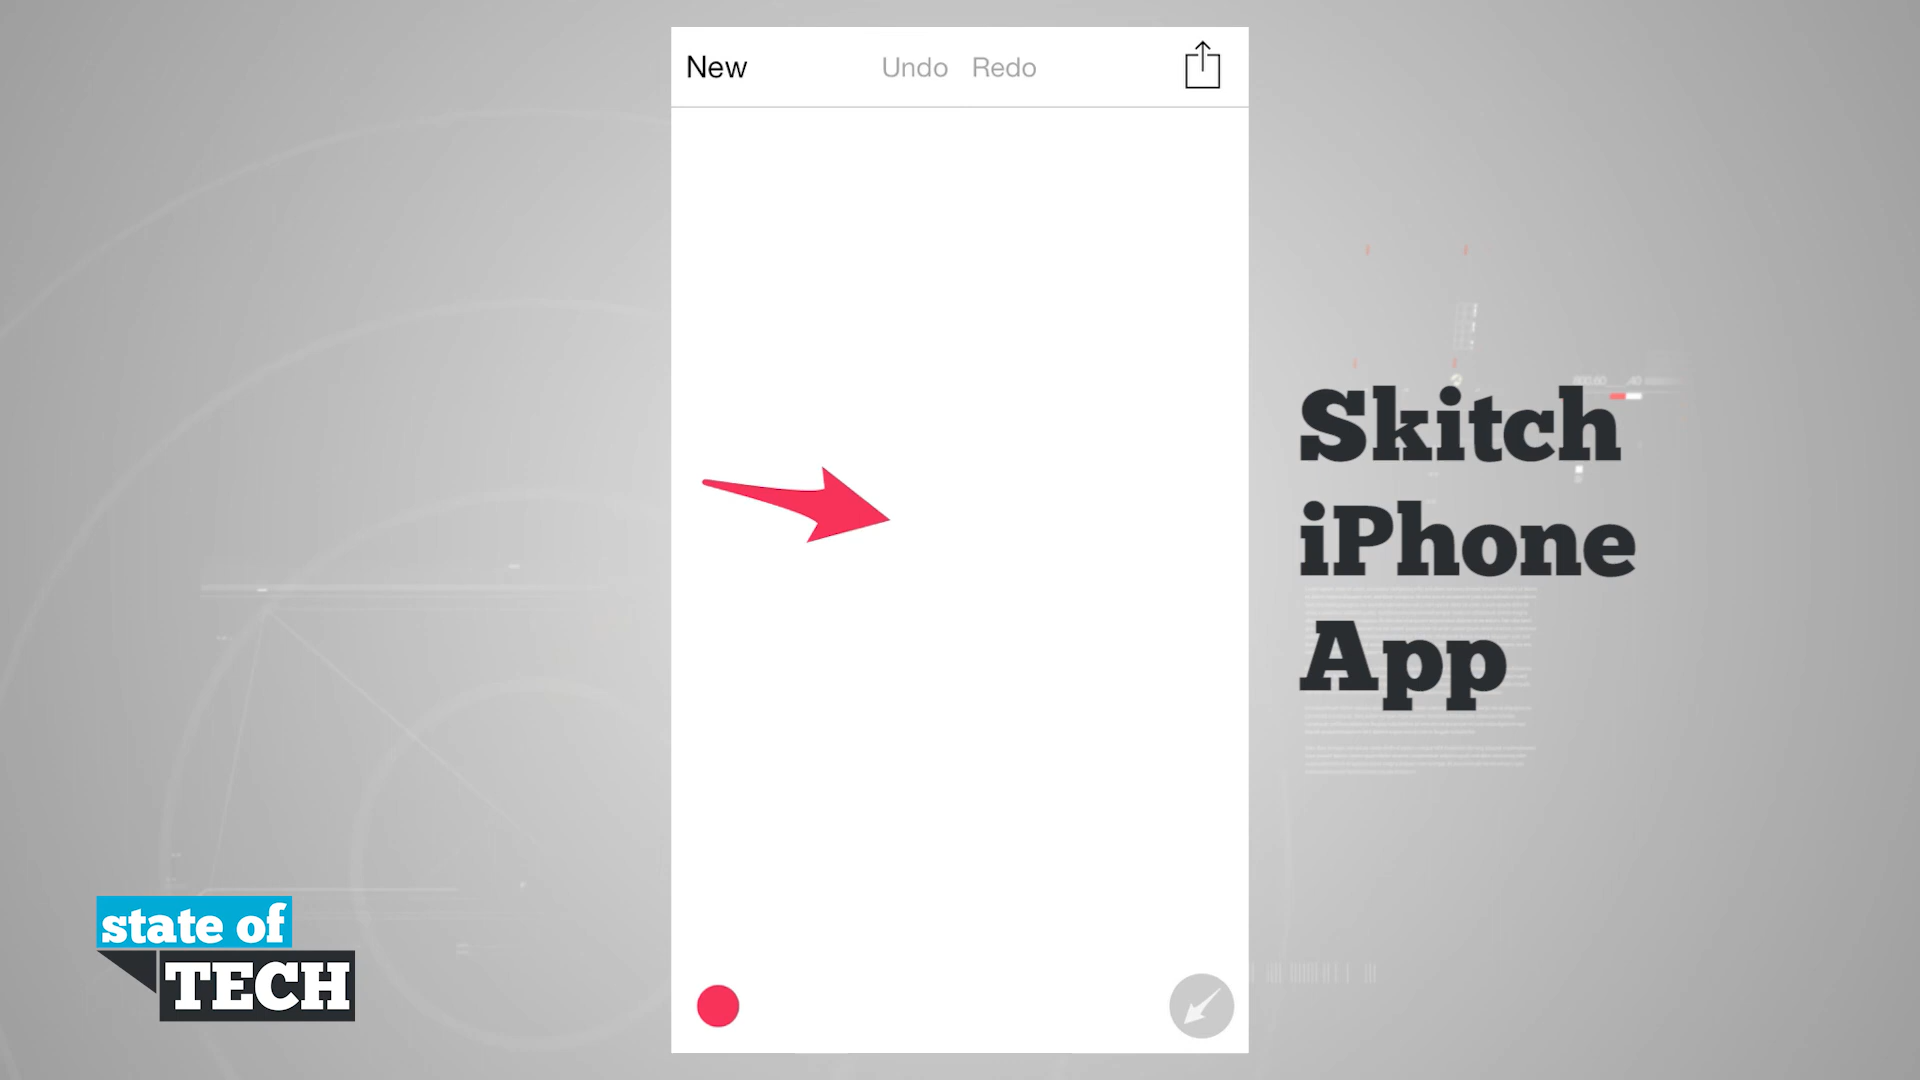 New
Undo Redo
Skitch
iPhone
App
state of
TECH